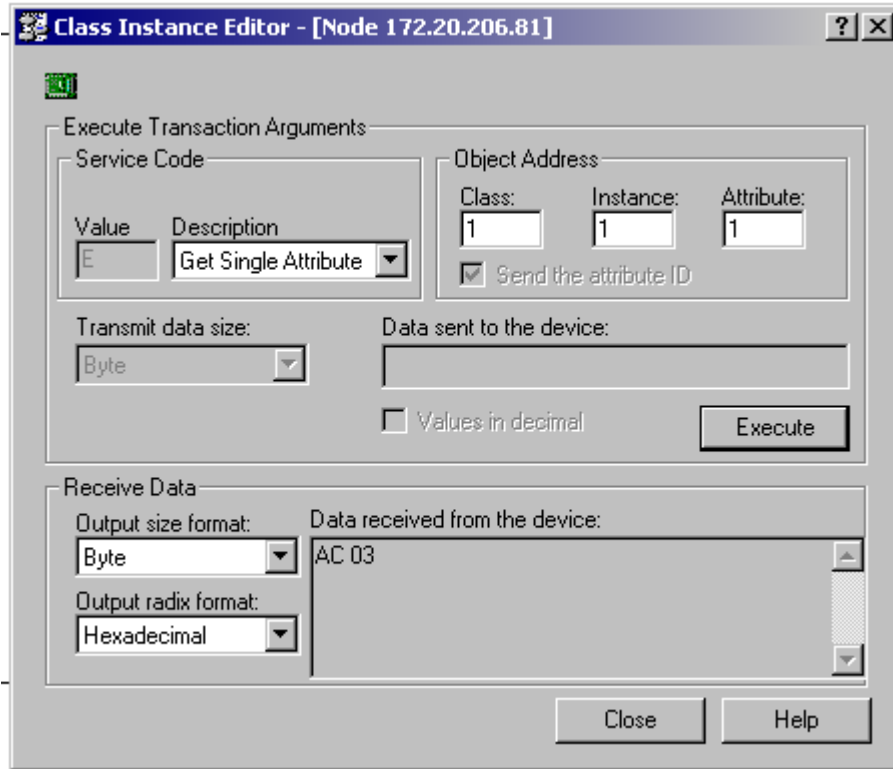 Class Instance Editor - [Node 172.20.206.81]
Execute Transaction Arguments
Service Code
Object Address
Class: Instance: Attribute:
Value Description
1 1 1
E Get Single Attribute
Send the attribute ID
Transmit data size: Data sent to the device:
Byte
Values in decimal
Execute
Receive Data
Output size format: Data received from the device:
Byte AC 03
Output radix format:
Hexadecimal
Close Help